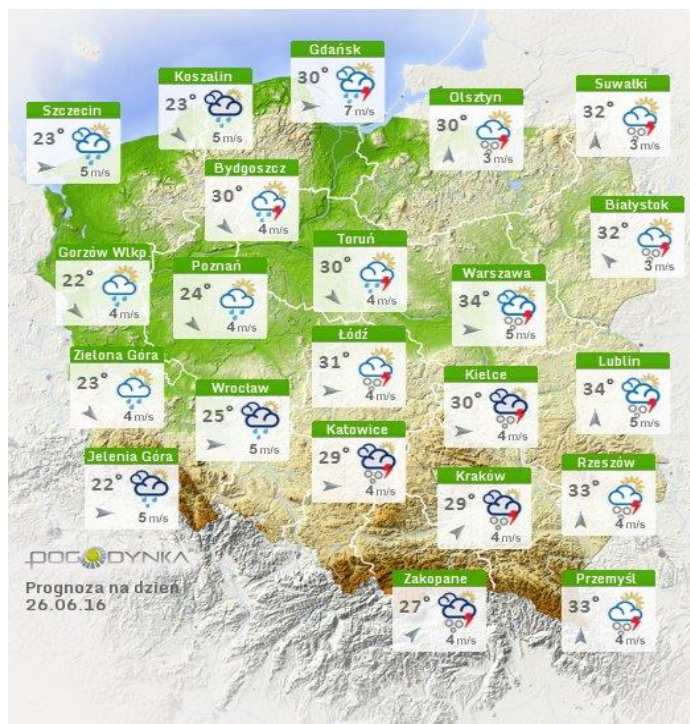 Gdańsk
30°
7 m/s
Koszalin
23°
5 m/s
Szczecin
23°
5 m/s
Olsztyn
30°
3 m/s
Suwałki
32°
3 m/s
Bydgoszcz
30°
4 m/s
Białystok
32°
3 m/s
Gorzów Wlkp
22°
4 m/s
Poznań
24°
4 m/s
Toruń
30°
4 m/s
Warszawa
34°
5 m/s
Zielona Góra
23°
4 m/s
Łódź
31°
4 m/s
Wrocław
25°
5 m/s
Kielce
30°
4 m/s
Lublin
34°
5 m/s
Jelenia Góra
22°
5 m/s
Katowice
29°
4 m/s
Kraków
29°
4 m/s
Rzeszów
33°
4 m/s
POGODYNKA
Prognoza na dzień
26.06.16
Zakopane
27°
4 m/s
Przemyśl
33°
4 m/s